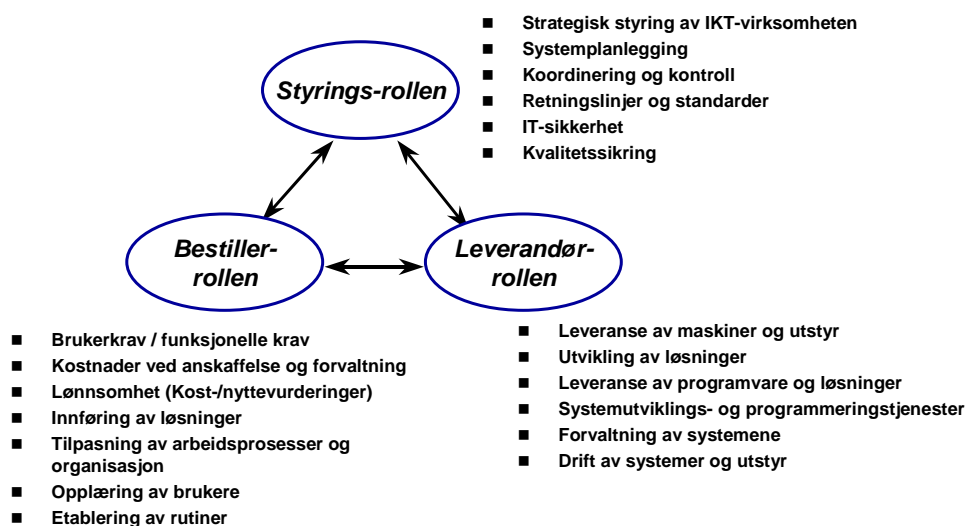 Strategisk styring av IKT-virksomheten
Systemplanlegging
Koordinering og kontroll
Retningslinjer og standarder
IT-sikkerhet
Kvalitetssikring
Styrings-rollen
Bestiller-
rollen
Leverandør-
rollen
Brukerkrav / funksjonelle krav
Kostnader ved anskaffelse og forvaltning
Lønnsomhet (Kost-/nyttevurderinger)
Innføring av løsninger
Tilpasning av arbeidsprosesser og
organisasjon
Opplæring av brukere
Etablering av rutiner
Leveranse av maskiner og utstyr
Utvikling av løsninger
Leveranse av programvare og løsninger
Systemutviklings- og programmeringstjenester
Forvaltning av systemene
Drift av systemer og utstyr